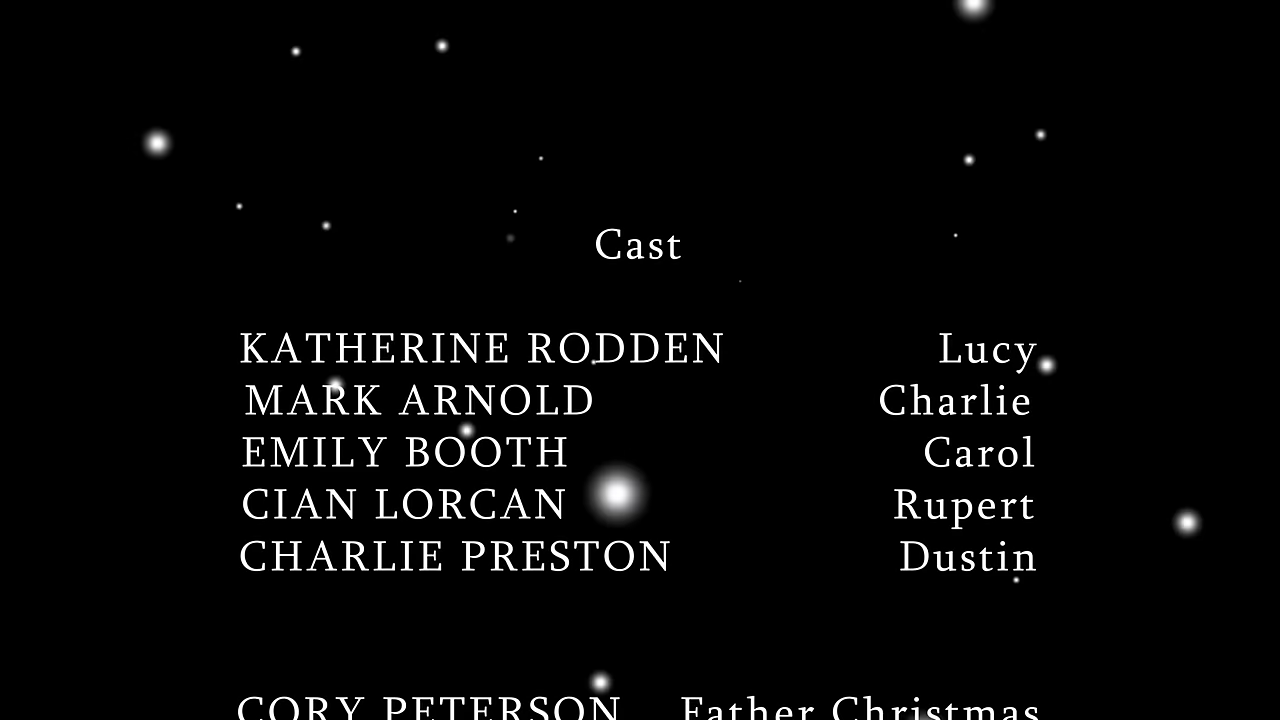 Cast
KATHERINE RODDEN Lucy
MARK ARNOLD Charlie
EMILY BOOTH Carol
CIAN LORCAN Rupert
CHARLIE PRESTON Dustin
CORY PETERSON Father Christmas